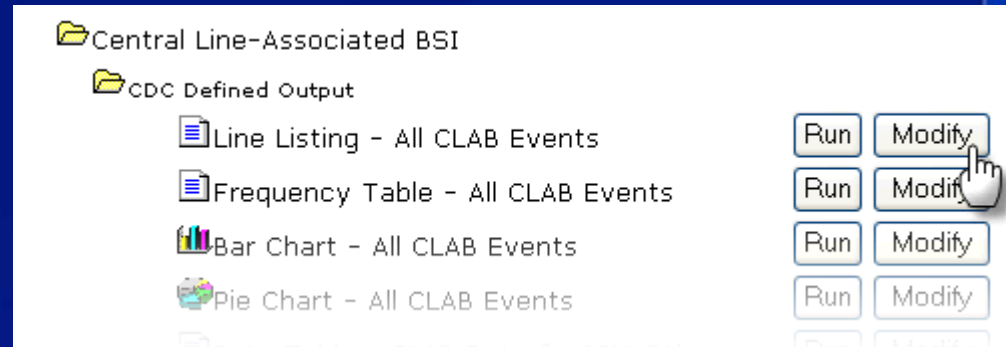 Central Line-Associated BSI
CDC Defined Output
Line Listing - All CLAB Events Run Modify
Frequency Table - All CLAB Events Run Modify
Bar Chart - All CLAB Events Run Modify
Pie Chart - All CLAB Events Run Modify